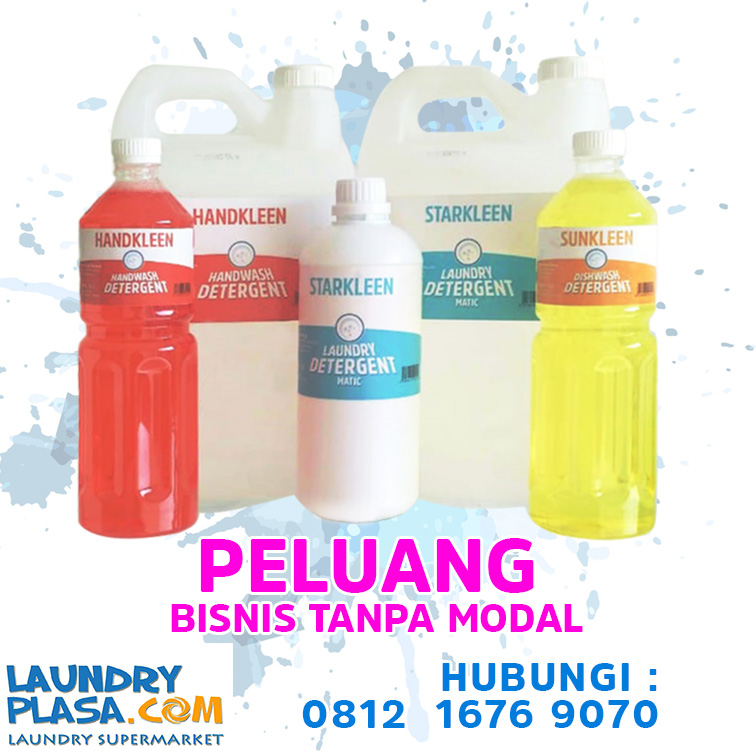 HANDKLEEN
HANDWASH
DETERGENT
HANDKLEEN
HANDWASH
DETERGENT
STARKLEEN
LAUNDRY
DETERGENT
MATIC
STARKLEEN
LAUNDRY
DETERGENT
MATIC
SUNKLEEN
DISHWASH
DETERGENT
PELUANG
BISNIS TANPA MODAL
LAUNDRY
PLASA.COM
LAUNDRY SUPERMARKET
HUBUNGI :
0812 1676 9070